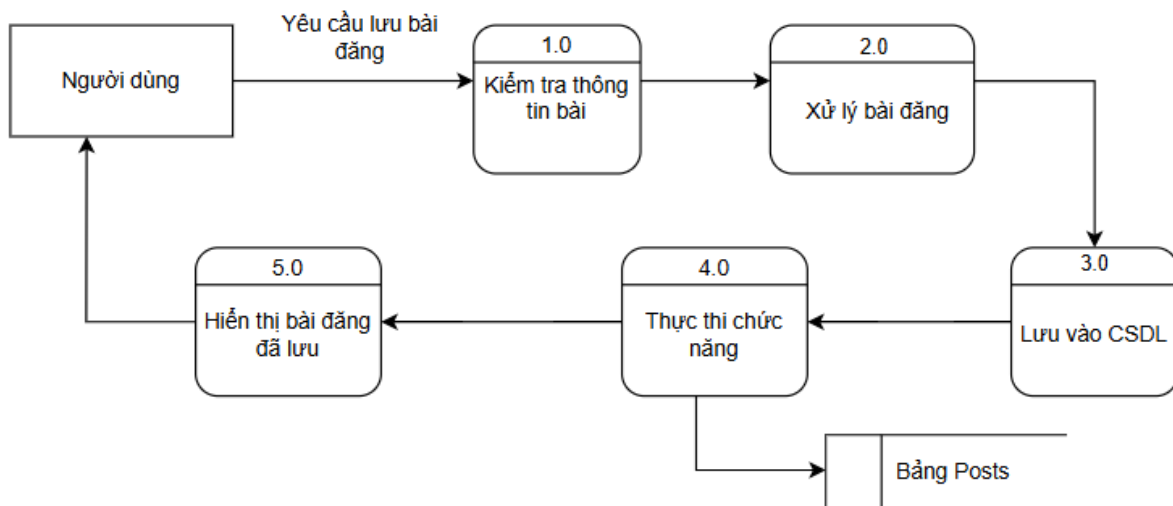 Yêu cầu lưu bài
đăng
Người dùng
1.0
Kiểm tra thông
tin bài
2.0
Xử lý bài đăng
5.0
Hiển thị bài đăng
đã lưu
4.0
Thực thi chức
năng
3.0
Lưu vào CSDL
Bảng Posts